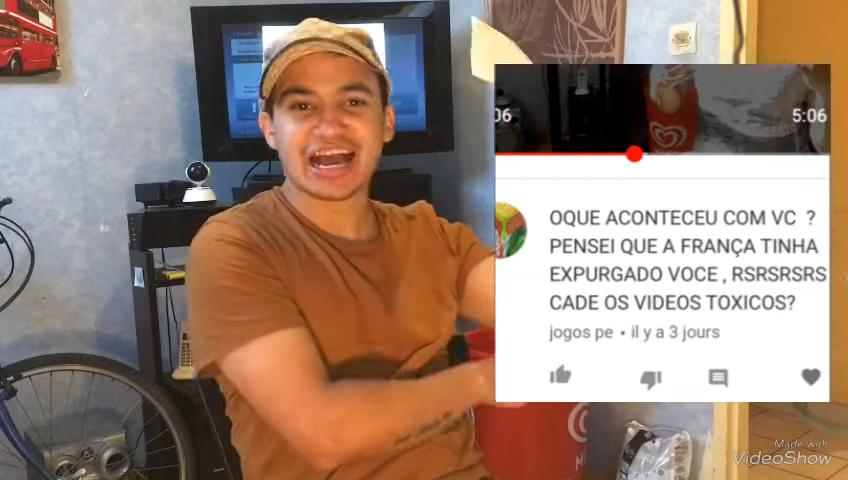 06
5:06
OQUE ACONTECEU COM VC ?
PENSEI QUE A FRANÇA TINHA
EXPURGADO VOCE , RSRSRSRS
CADE OS VIDEOS TOXICOS?
jogos pe • il y a 3 jours
Made with
VideoShow